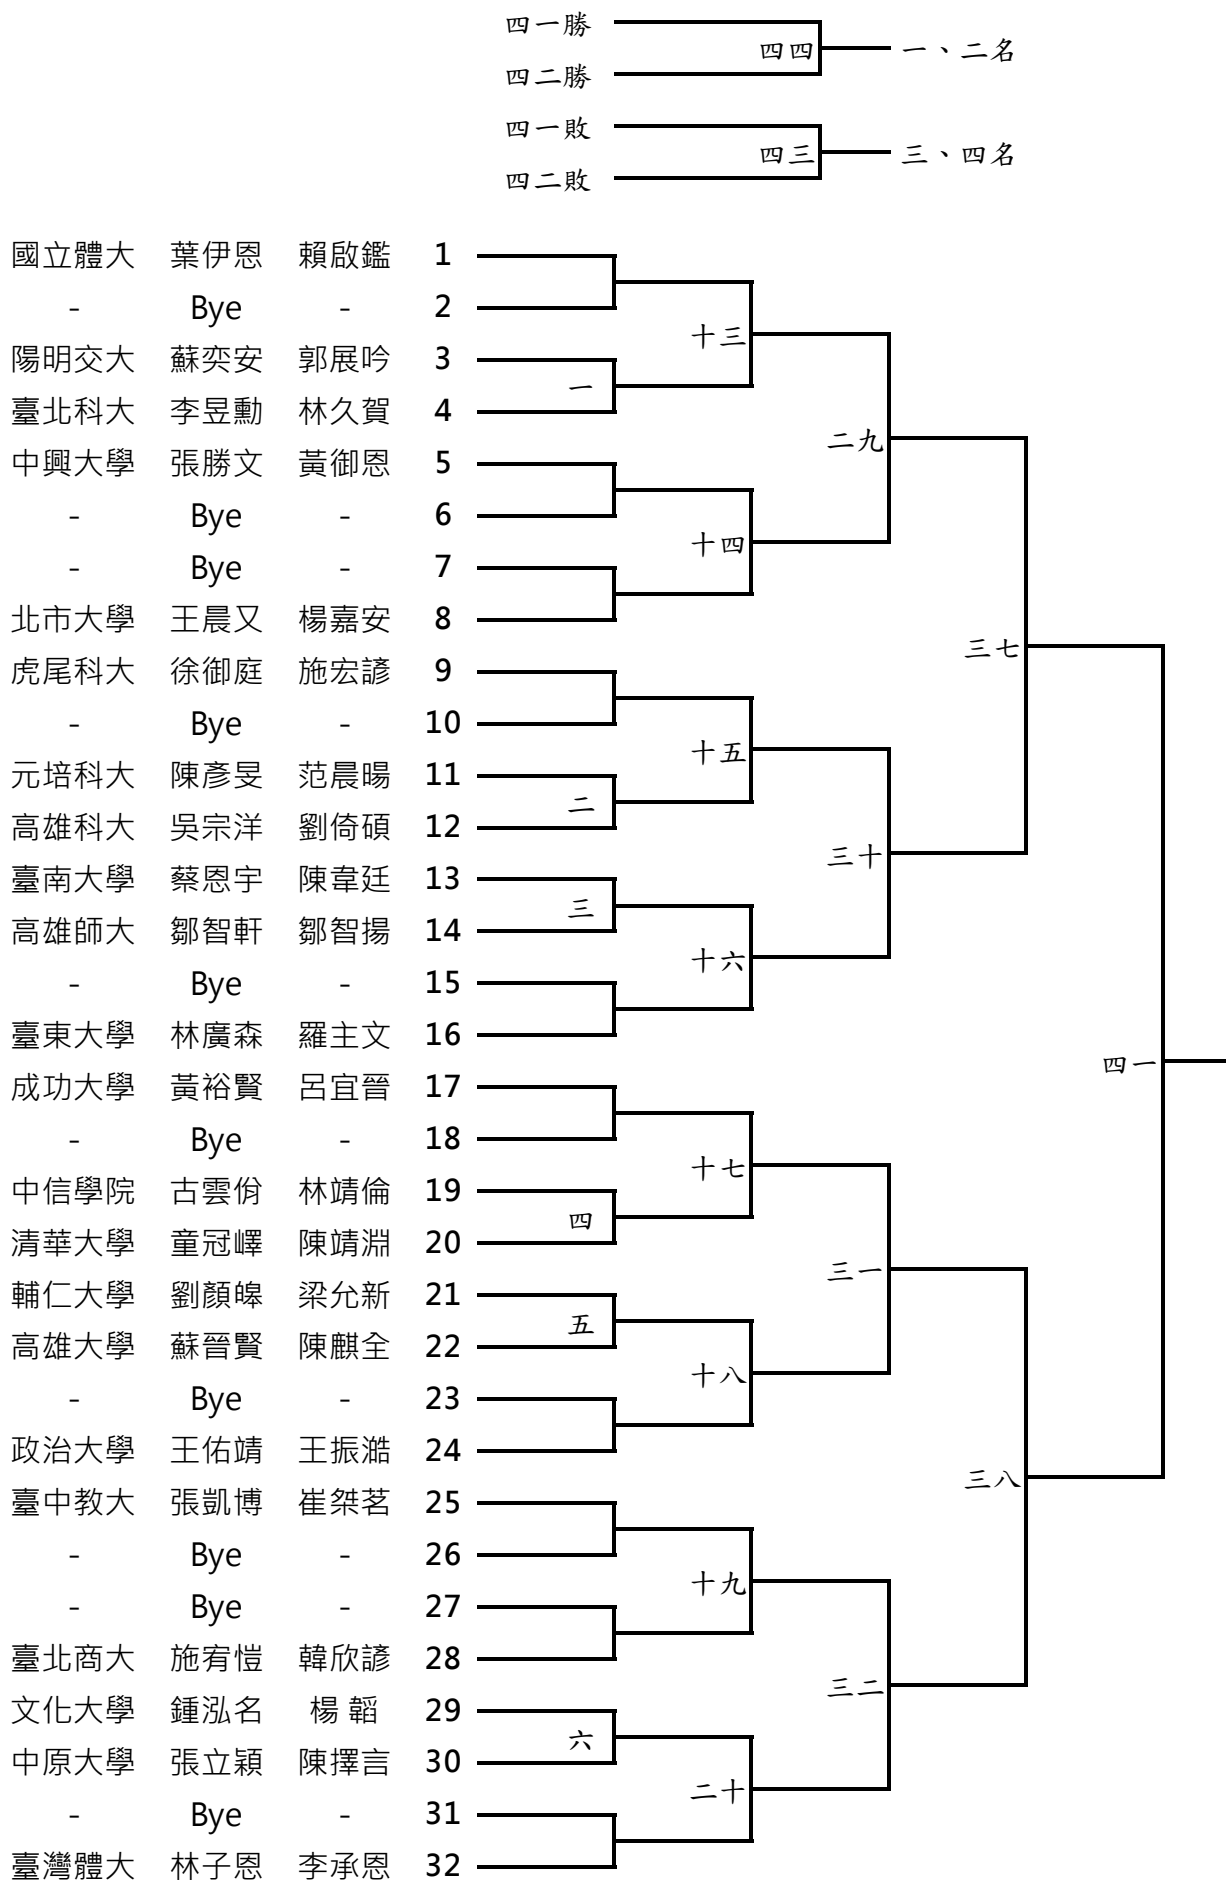 四一勝
四四 一、二名
四二勝
四一敗
四三 三、四名
四二敗
國立體大 葉伊恩 賴啟鑑 1
- Bye - 2
十三
陽明交大 蘇奕安 郭展吟 3
一
臺北科大 李昱勳 林久賀 4
二九
中興大學 張勝文 黃御恩 5
- Bye - 6
十四
- Bye - 7
北市大學 王晨又 楊嘉安 8
三七
虎尾科大 徐御庭 施宏諺 9
- Bye - 10
十五
元培科大 陳彥旻 范晨暘 11
二
高雄科大 吳宗洋 劉倚碩 12
三十
臺南大學 蔡恩宇 陳韋廷 13
三
高雄師大 鄒智軒 鄒智揚 14
十六
- Bye - 15
臺東大學 林廣森 羅主文 16
四一
成功大學 黃裕賢 呂宜晉 17
- Bye - 18
十七
中信學院 古雲佾 林靖倫 19
四
清華大學 童冠嶧 陳靖淵 20
三一
輔仁大學 劉顏皞 梁允新 21
五
高雄大學 蘇晉賢 陳麒全 22
十八
- Bye - 23
政治大學 王佑靖 王振澔 24
三八
臺中教大 張凱博 崔桀茗 25
- Bye - 26
十九
- Bye - 27
臺北商大 施宥愷 韓欣諺 28
三二
文化大學 鍾泓名 楊 韜 29
六
中原大學 張立穎 陳擇言 30
二十
- Bye - 31
臺灣體大 林子恩 李承恩 32